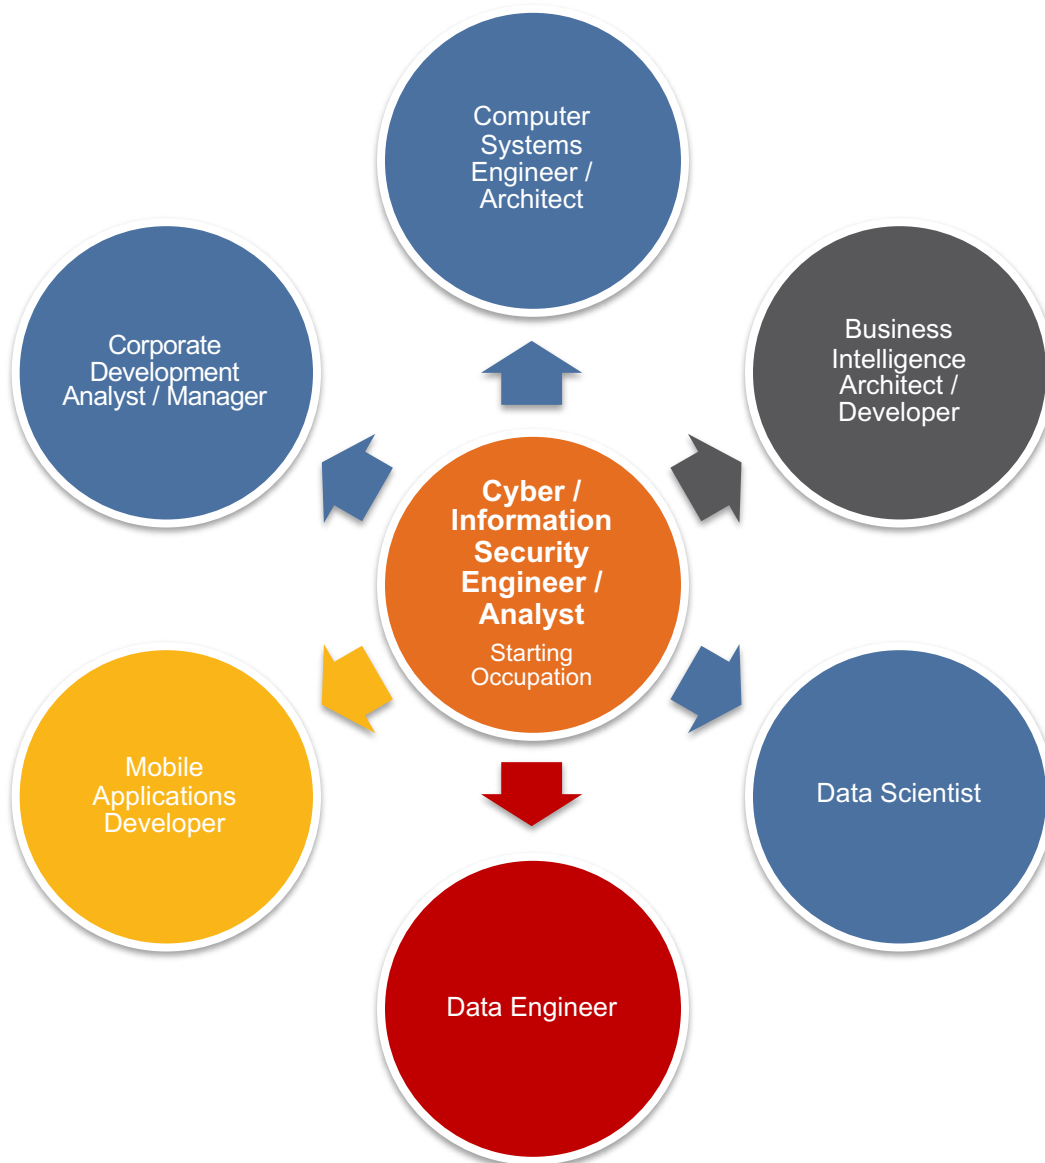 Computer
Systems
Engineer /
Architect
Business
Intelligence
Architect /
Developer
Corporate
Development
Analyst / Manager
Cyber /
Information
Security
Engineer /
Analyst
Starting
Occupation
Mobile
Applications
Developer
Data Scientist
Data Engineer